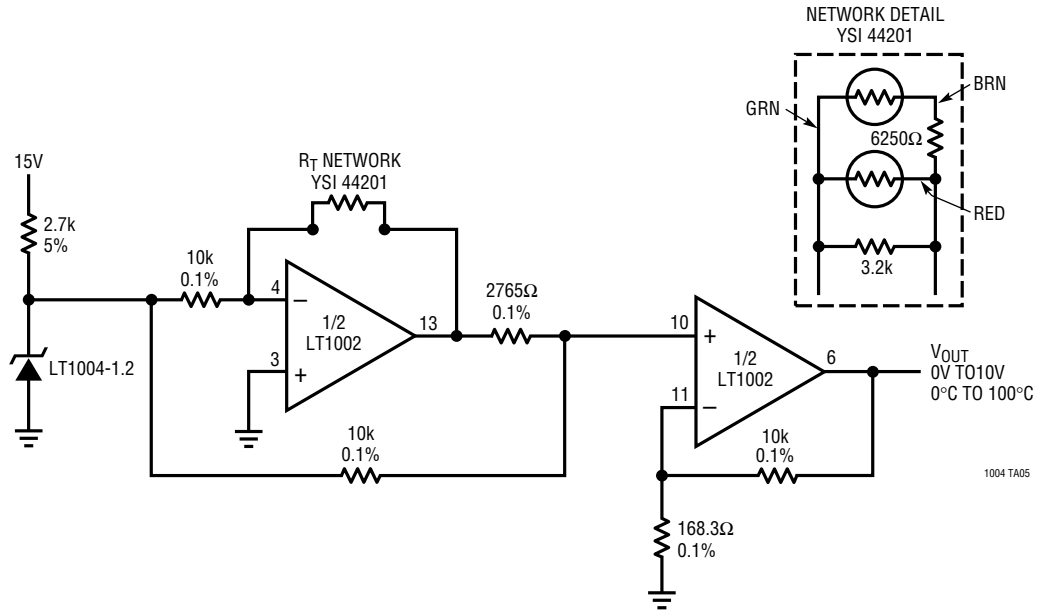 NETWORK DETAIL
YSI 44201
BRN
GRN
6250Ω
RED
3.2k
15V
2.7k
5%
RT NETWORK
YSI 44201
10k
0.1%
4
−
1/2
LT1002
3
+
13
2765Ω
0.1%
10
+
1/2
LT1002
11
−
6
VOUT
0V TO10V
0°C TO 100°C
LT1004-1.2
10k
0.1%
10k
0.1%
168.3Ω
0.1%
1004 TA05